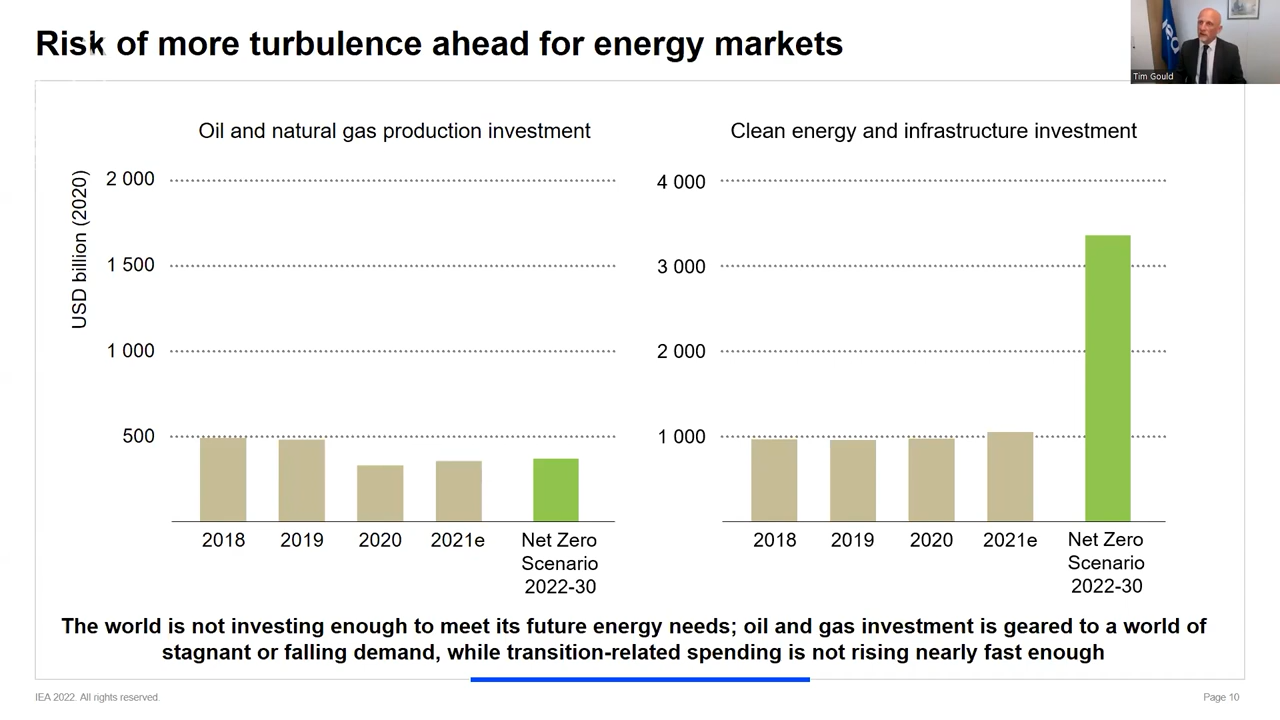 Risk of more turbulence ahead for energy markets
Tim Gould
Oil and natural gas production investment
USD billion (2020)
2 000
1 500
1 000
500
2018 2019 2020 2021e Net Zero
Scenario
2022-30
Clean energy and infrastructure investment
4 000
3 000
2 000
1 000
2018 2019 2020 2021e Net Zero
Scenario
2022-30
The world is not investing enough to meet its future energy needs; oil and gas investment is geared to a world of
stagnant or falling demand, while transition-related spending is not rising nearly fast enough
IEA 2022. All rights reserved.
Page 10